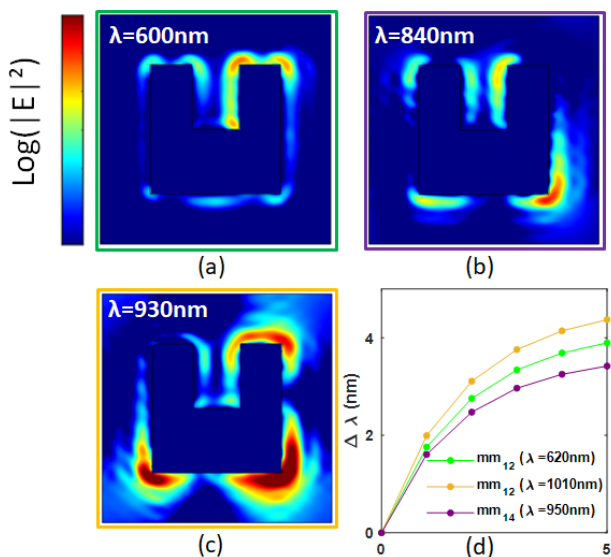 λ=600nm
λ=840nm
Log(|E|²)
(a)
(b)
λ=930nm
4
2
0
Δ λ (nm)
mm₁₂ ( λ =620nm)
mm₁₂ ( λ =1010nm)
mm₁₄ ( λ =950nm)
0
5
(c)
(d)